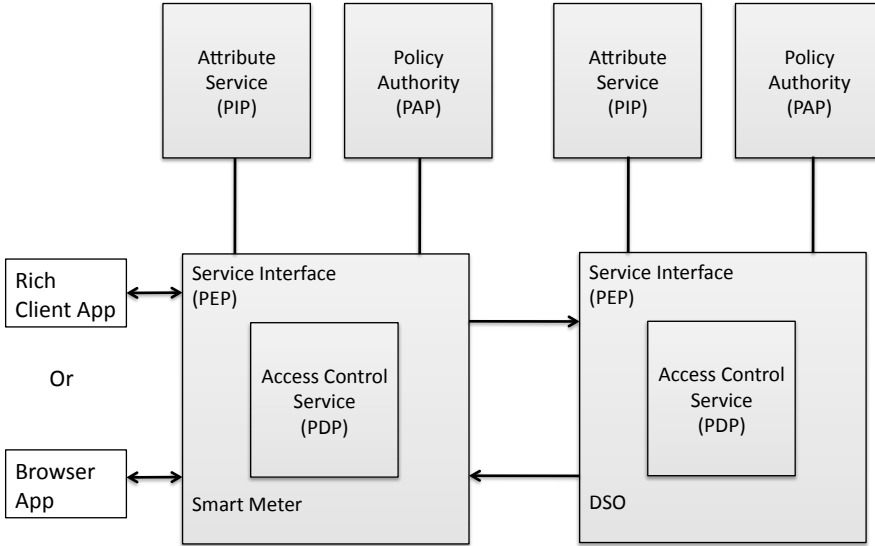 Attribute
Service
(PIP)
Policy
Authority
(PAP)
Attribute
Service
(PIP)
Policy
Authority
(PAP)
Rich
Client App
Or
Browser
App
Service Interface
(PEP)
Access Control
Service
(PDP)
Smart Meter
Service Interface
(PEP)
Access Control
Service
(PDP)
DSO